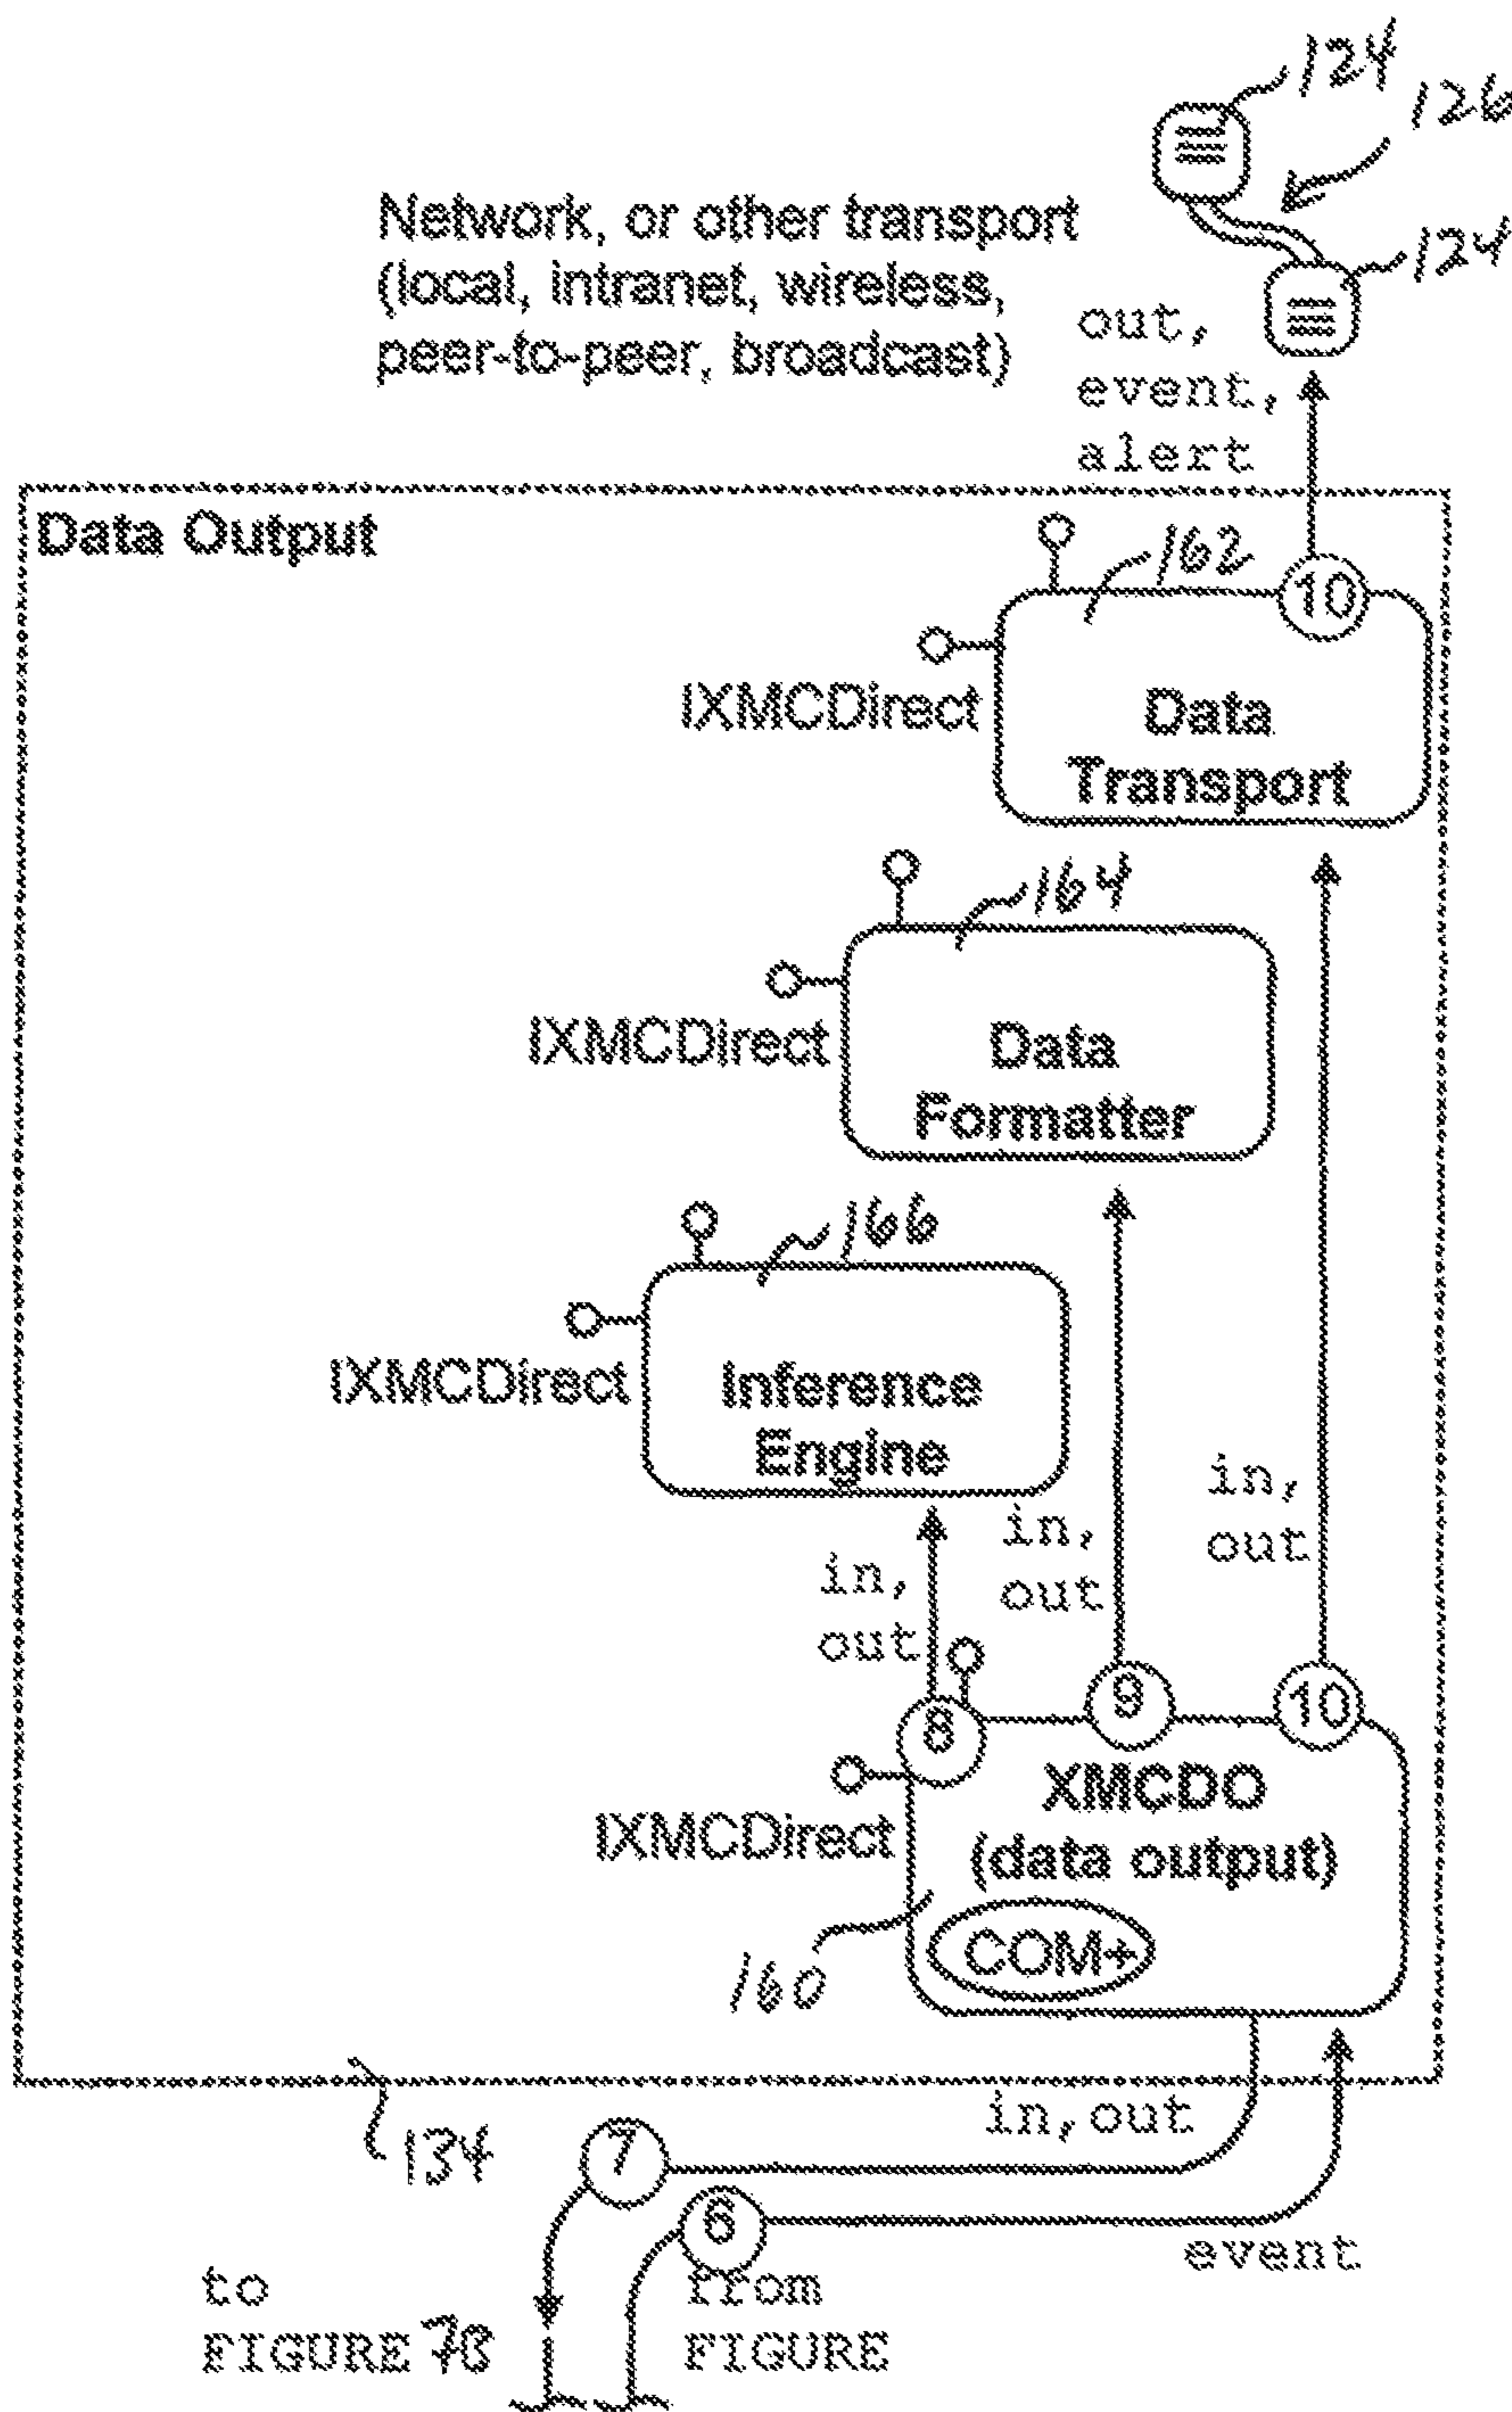 124
126
Network, or other transport
(local, intranet, wireless,
peer-to-peer, broadcast)
124
out,
event,
alert
Data Output
162
10
IXMCDirect
Data
Transport
164
IXMCDirect
Data
Formatter
166
IXMCDirect
Inference
Engine
in,
out
in,
out
in,
out
8
9
10
IXMCDirect
XMCDO
(data output)
COM+
160
in,out
134
7
6
event
to
FIGURE 7B
from
FIGURE